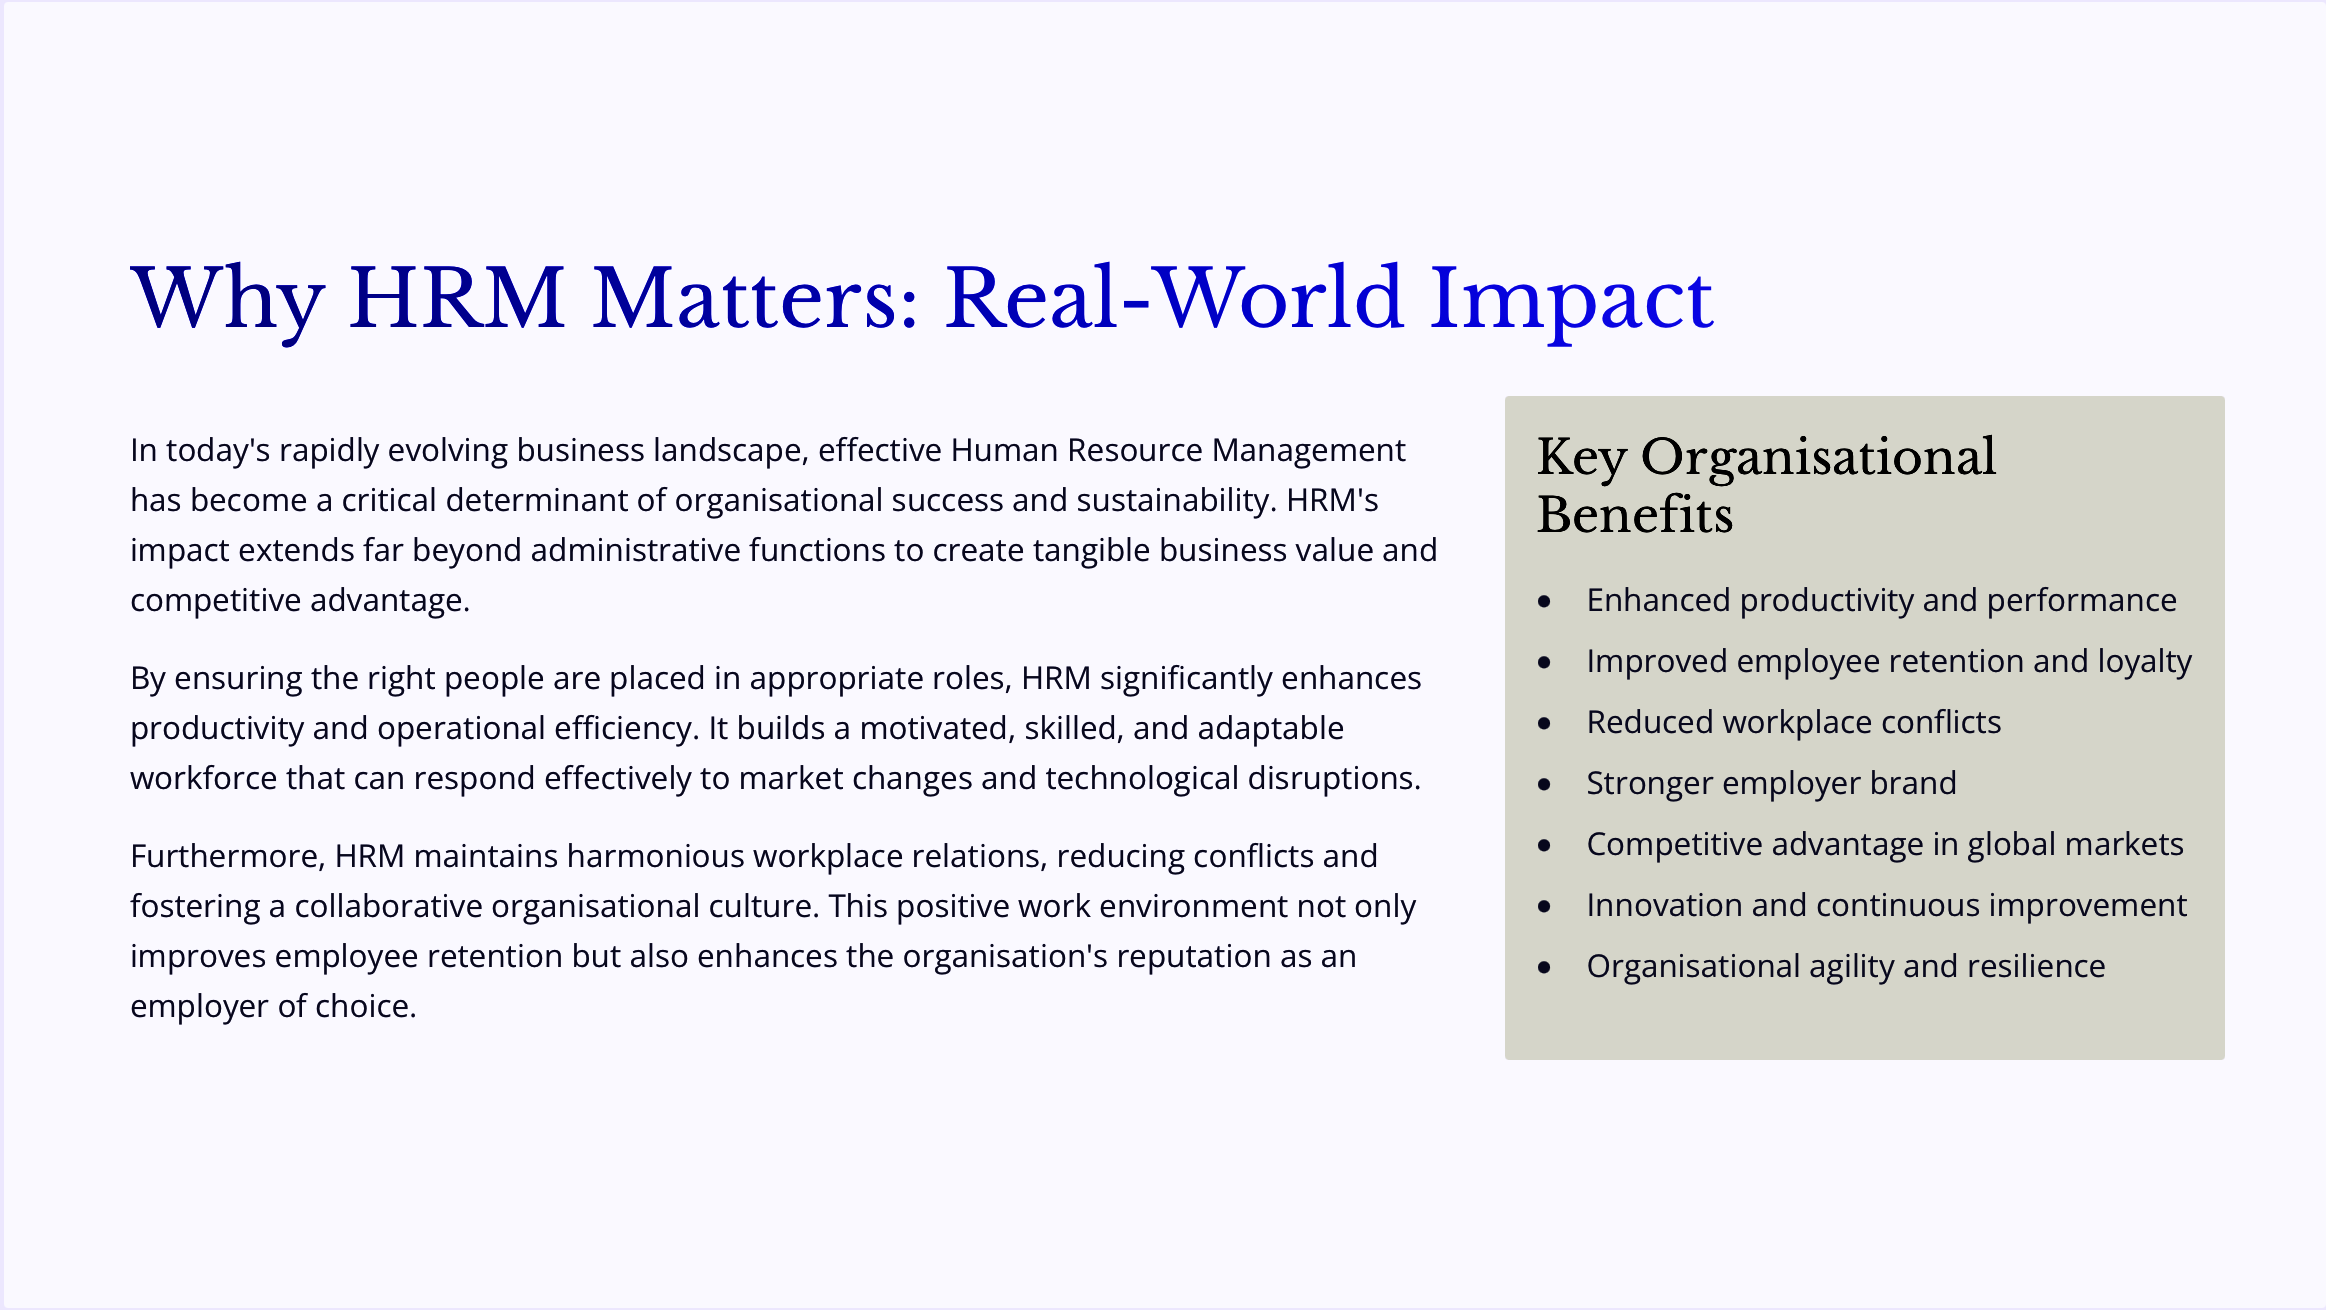 Why HRM Matters: Real-World Impact
In today's rapidly evolving business landscape, effective Human Resource Management
has become a critical determinant of organisational success and sustainability. HRM's
impact extends far beyond administrative functions to create tangible business value and
competitive advantage.
By ensuring the right people are placed in appropriate roles, HRM significantly enhances
productivity and operational efficiency. It builds a motivated, skilled, and adaptable
workforce that can respond effectively to market changes and technological disruptions.
Furthermore, HRM maintains harmonious workplace relations, reducing conflicts and
fostering a collaborative organisational culture. This positive work environment not only
improves employee retention but also enhances the organisation's reputation as an
employer of choice.
Key Organisational
Benefits
● Enhanced productivity and performance
● Improved employee retention and loyalty
● Reduced workplace conflicts
● Stronger employer brand
● Competitive advantage in global markets
● Innovation and continuous improvement
● Organisational agility and resilience